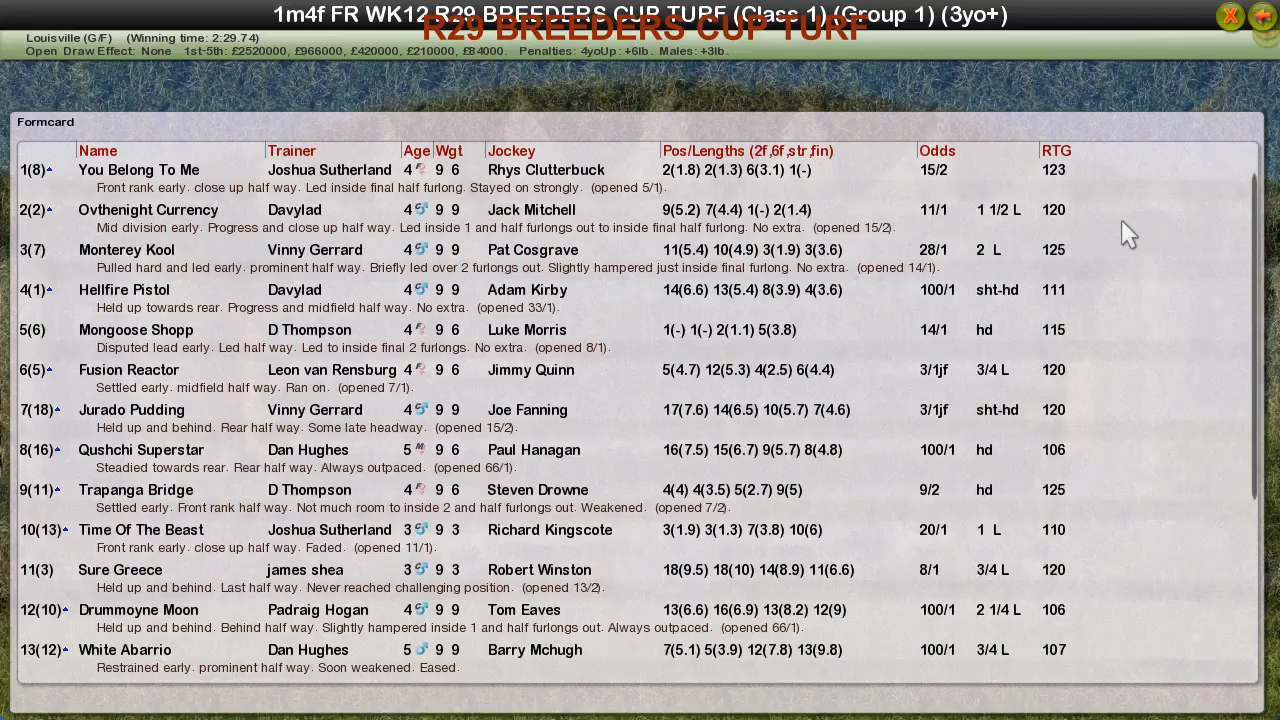 1m4f FR WK12 R29 BREEDERS CUP TURF (Class 1) (Group 1) (3yo+)
R29 BREEDERS CUP TURF
Louisville (G/F) (Winning time: 2:29.74)
Open Draw Effect: None 1st-5th: £2520000, £966000, £420000, £210000, £84000. Penalties: 4yoUp: +6lb. Males: +3lb.
Formcard
Name Trainer Age Wgt Jockey Pos/Lengths (2f,6f,str,fin) Odds RTG
1(8) You Belong To Me Joshua Sutherland 4 9 6 Rhys Clutterbuck 2(1.8) 2(1.3) 6(3.1) 1(-) 15/2 123
Front rank early. close up half way. Led inside final half furlong. Stayed on strongly. (opened 5/1).
2(2) Ovthenight Currency Davylad 4 9 9 Jack Mitchell 9(5.2) 7(4.4) 1(-) 2(1.4) 11/1 1 1/2 L 120
Mid division early. Progress and close up half way. Led inside 1 and half furlongs out to inside final half furlong. No extra. (opened 15/2).
3(7) Monterey Kool Vinny Gerrard 4 9 9 Pat Cosgrave 11(5.4) 10(4.9) 3(1.9) 3(3.6) 28/1 2 L 125
Pulled hard and led early. prominent half way. Briefly led over 2 furlongs out. Slightly hampered just inside final furlong. No extra. (opened 14/1).
4(1) Hellfire Pistol Davylad 4 9 9 Adam Kirby 14(6.6) 13(5.4) 8(3.9) 4(3.6) 100/1 sht-hd 111
Held up towards rear. Progress and midfield half way. No extra. (opened 33/1).
5(6) Mongoose Shopp D Thompson 4 9 6 Luke Morris 1(-) 1(-) 2(1.1) 5(3.8) 14/1 hd 115
Disputed lead early. Led half way. Led to inside final 2 furlongs. No extra. (opened 8/1).
6(5) Fusion Reactor Leon van Rensburg 4 9 6 Jimmy Quinn 5(4.7) 12(5.3) 4(2.5) 6(4.4) 3/1jf 3/4 L 120
Settled early. midfield half way. Ran on. (opened 7/1).
7(18) Jurado Pudding Vinny Gerrard 4 9 9 Joe Fanning 17(7.6) 14(6.5) 10(5.7) 7(4.6) 3/1jf sht-hd 120
Held up and behind. Rear half way. Some late headway. (opened 15/2).
8(16) Qushchi Superstar Dan Hughes 5 M 9 6 Paul Hanagan 16(7.5) 15(6.7) 9(5.7) 8(4.8) 100/1 hd 106
Steadied towards rear. Rear half way. Always outpaced. (opened 66/1).
9(11) Trapanga Bridge D Thompson 4 9 6 Steven Drowne 4(4) 4(3.5) 5(2.7) 9(5) 9/2 hd 125
Settled early. Front rank half way. Not much room to inside 2 and half furlongs out. Weakened. (opened 7/2).
10(13) Time Of The Beast Joshua Sutherland 3 9 3 Richard Kingscote 3(1.9) 3(1.3) 7(3.8) 10(6) 20/1 1 L 110
Front rank early. close up half way. Faded. (opened 11/1).
11(3) Sure Greece james shea 3 9 3 Robert Winston 18(9.5) 18(10) 14(8.9) 11(6.6) 8/1 3/4 L 120
Held up and behind. Last half way. Never reached challenging position. (opened 13/2).
12(10) Drummoyne Moon Padraig Hogan 4 9 9 Tom Eaves 13(6.6) 16(6.9) 13(8.2) 12(9) 100/1 2 1/4 L 106
Held up and behind. Behind half way. Slightly hampered inside 1 and half furlongs out. Always outpaced. (opened 66/1).
13(12) White Abarrio Dan Hughes 5 9 9 Barry Mchugh 7(5.1) 5(3.9) 12(7.8) 13(9.8) 100/1 3/4 L 107
Restrained early. prominent half way. Soon weakened. Eased.